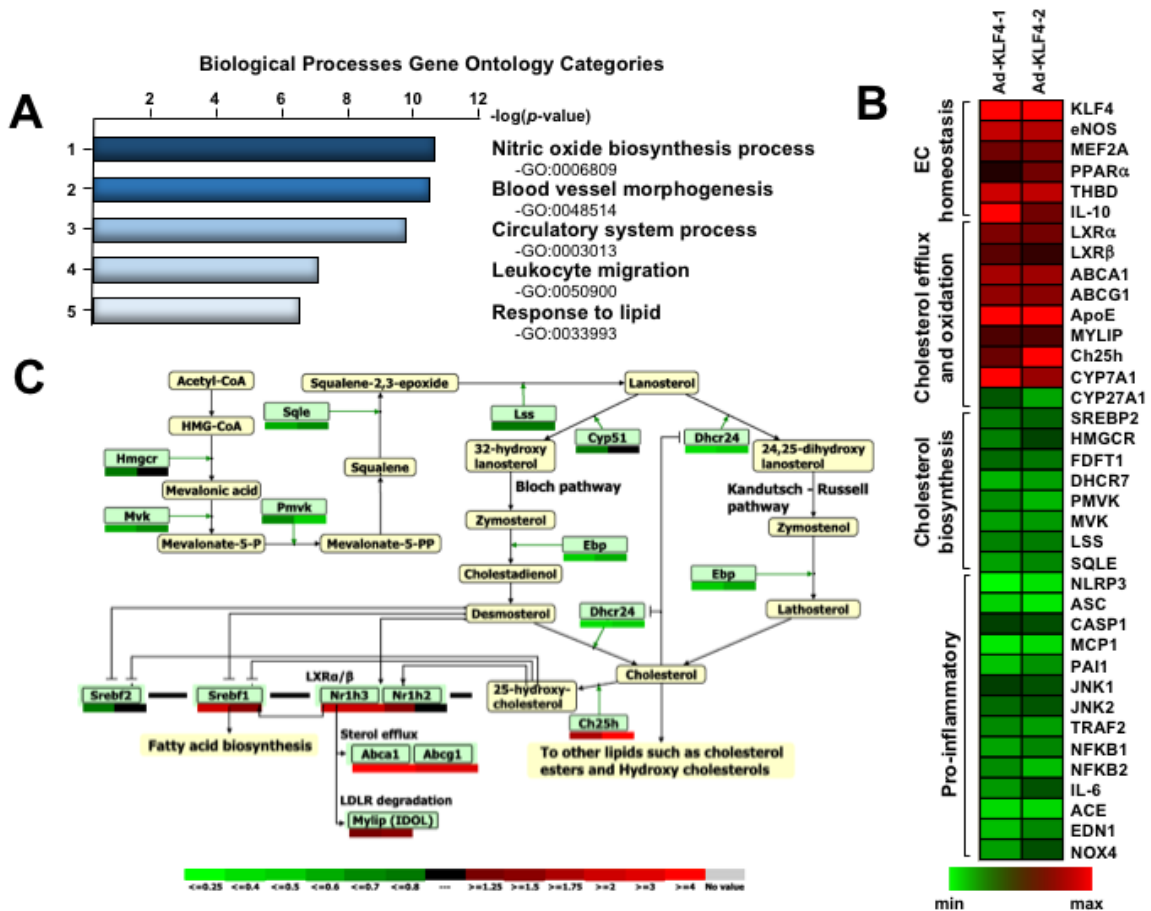 A
Biological Processes Gene Ontology Categories
2 4 6 8 10 12
-log(p-value)
1
2
3
4
5
Nitric oxide biosynthesis process
-GO:0006809
Blood vessel morphogenesis
-GO:0048514
Circulatory system process
-GO:0003013
Leukocyte migration
-GO:0050900
Response to lipid
-GO:0033993
B
Ad-KLF4-1
Ad-KLF4-2
EC
homeostasis
KLF4
eNOS
MEF2A
PPARα
THBD
IL-10
Cholesterol efflux
and oxidation
LXRα
LXRβ
ABCA1
ABCG1
ApoE
MYLIP
Ch25h
CYP7A1
CYP27A1
Cholesterol
biosynthesis
SREBP2
HMGCR
FDFT1
DHCR7
PMVK
MVK
LSS
SQLE
Pro-inflammatory
NLRP3
ASC
CASP1
MCP1
PAI1
JNK1
JNK2
TRAF2
NFKB1
NFKB2
IL-6
ACE
EDN1
NOX4
min
max
C
Acetyl-CoA
HMG-CoA
Hmgcr
Mevalonic acid
Mvk
Mevalonate-5-P
Pmvk
Mevalonate-5-PP
Squalene
Sqle
Squalene-2,3-epoxide
Lss
Lanosterol
Cyp51
Dhcr24
32-hydroxy
lanosterol
24,25-dihydroxy
lanosterol
Bloch pathway
Kandutsch - Russell
pathway
Zymosterol
Zymostenol
Ebp
Ebp
Cholestadienol
Desmosterol
Dhcr24
Lathosterol
Cholesterol
25-hydroxy-
cholesterol
Ch25h
LXRα/β
Srebf2
Srebf1
Nr1h3
Nr1h2
Fatty acid biosynthesis
Sterol efflux
Abca1
Abcg1
LDLR degradation
Mylip (IDOL)
To other lipids such as cholesterol
esters and Hydroxy cholesterols
<=0.25 <=0.4 <=0.5 <=0.6 <=0.7 <=0.8 --- >=1.25 >=1.5 >=1.75 >=2 >=3 >=4 No value